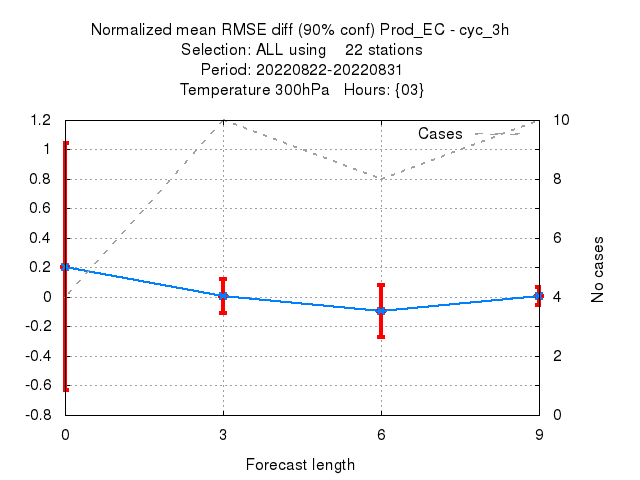 Normalized mean RMSE diff (90% conf) Prod_EC - cyc_3h
Selection: ALL using    22 stations
Period: 20220822-20220831
Temperature 300hPa   Hours: {03}
1.2
1
0.8
0.6
0.4
0.2
0
-0.2
-0.4
-0.6
-0.8
Cases
10
8
6
4
2
0
No cases
0 3 6 9
Forecast length